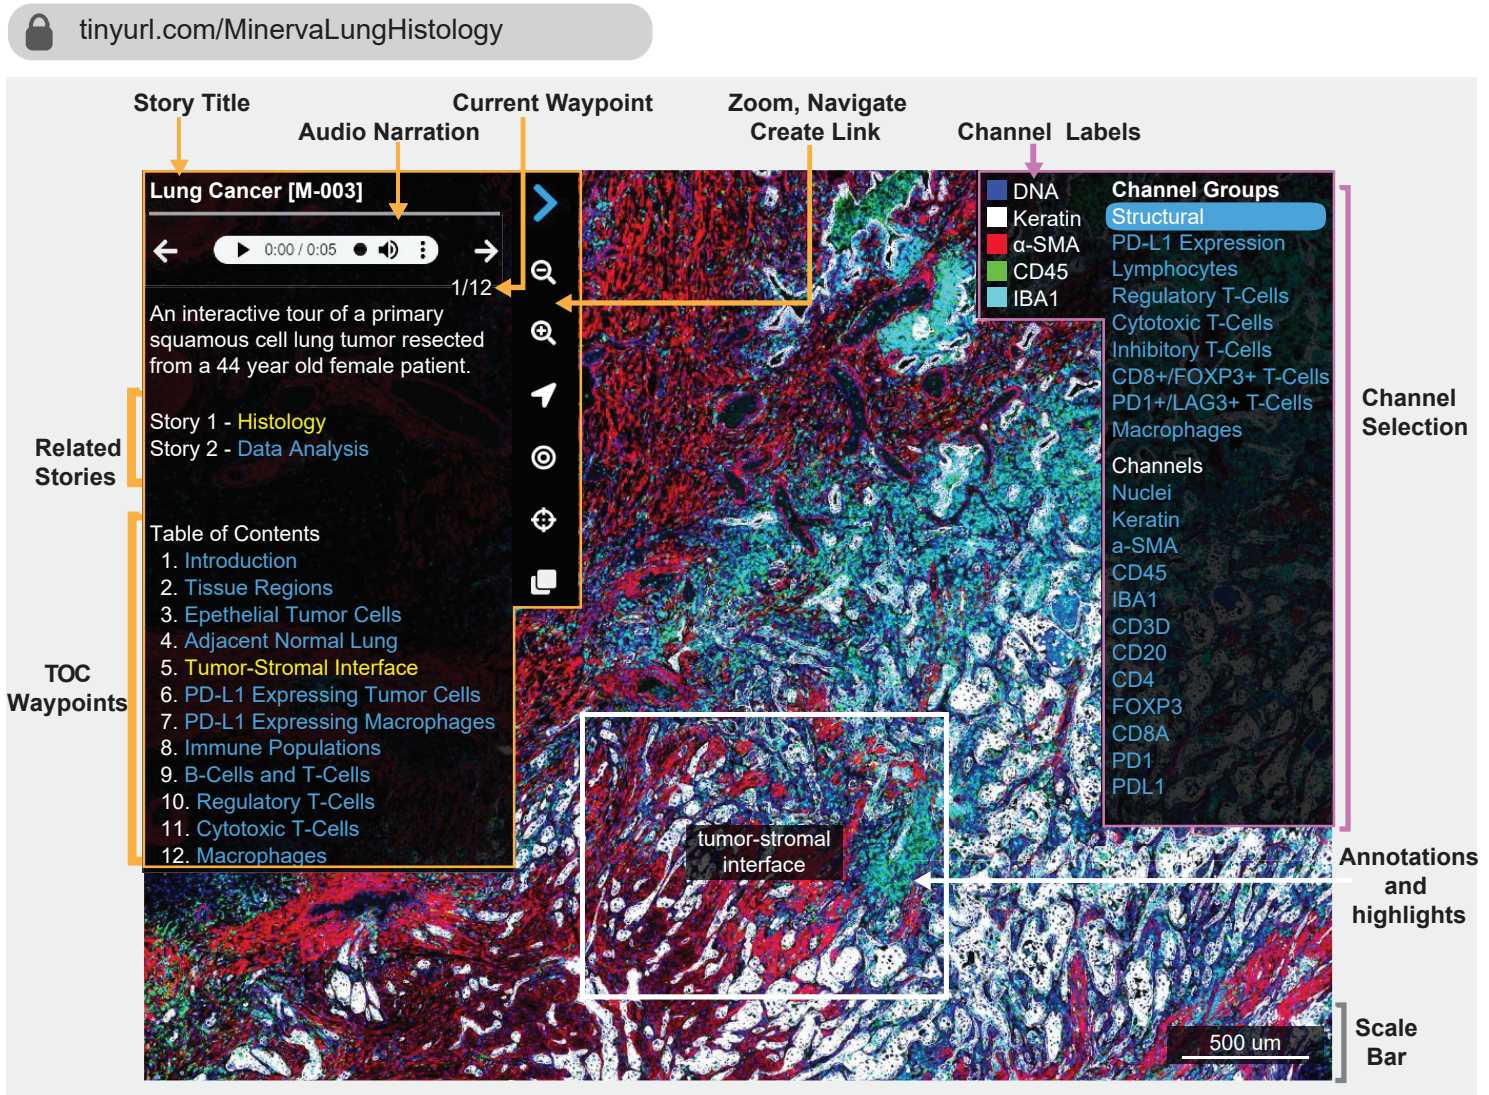 tinyurl.com/MinervaLungHistology
Story Title
Audio Narration
Current Waypoint
Zoom, Navigate
Create Link
Channel Labels
Lung Cancer [M-003]
0:00 / 0:05
1/12
An interactive tour of a primary
squamous cell lung tumor resected
from a 44 year old female patient.
Story 1 - Histology
Story 2 - Data Analysis
Related
Stories
Table of Contents
1. Introduction
2. Tissue Regions
3. Epethelial Tumor Cells
4. Adjacent Normal Lung
5. Tumor-Stromal Interface
6. PD-L1 Expressing Tumor Cells
7. PD-L1 Expressing Macrophages
8. Immune Populations
9. B-Cells and T-Cells
10. Regulatory T-Cells
11. Cytotoxic T-Cells
12. Macrophages
TOC
Waypoints
DNA
Keratin
α-SMA
CD45
IBA1
Channel Groups
Structural
PD-L1 Expression
Lymphocytes
Regulatory T-Cells
Cytotoxic T-Cells
Inhibitory T-Cells
CD8+/FOXP3+ T-Cells
PD1+/LAG3+ T-Cells
Macrophages
Channels
Nuclei
Keratin
a-SMA
CD45
IBA1
CD3D
CD20
CD4
FOXP3
CD8A
PD1
PDL1
Channel
Selection
tumor-stromal
interface
Annotations
and
highlights
500 um
Scale
Bar